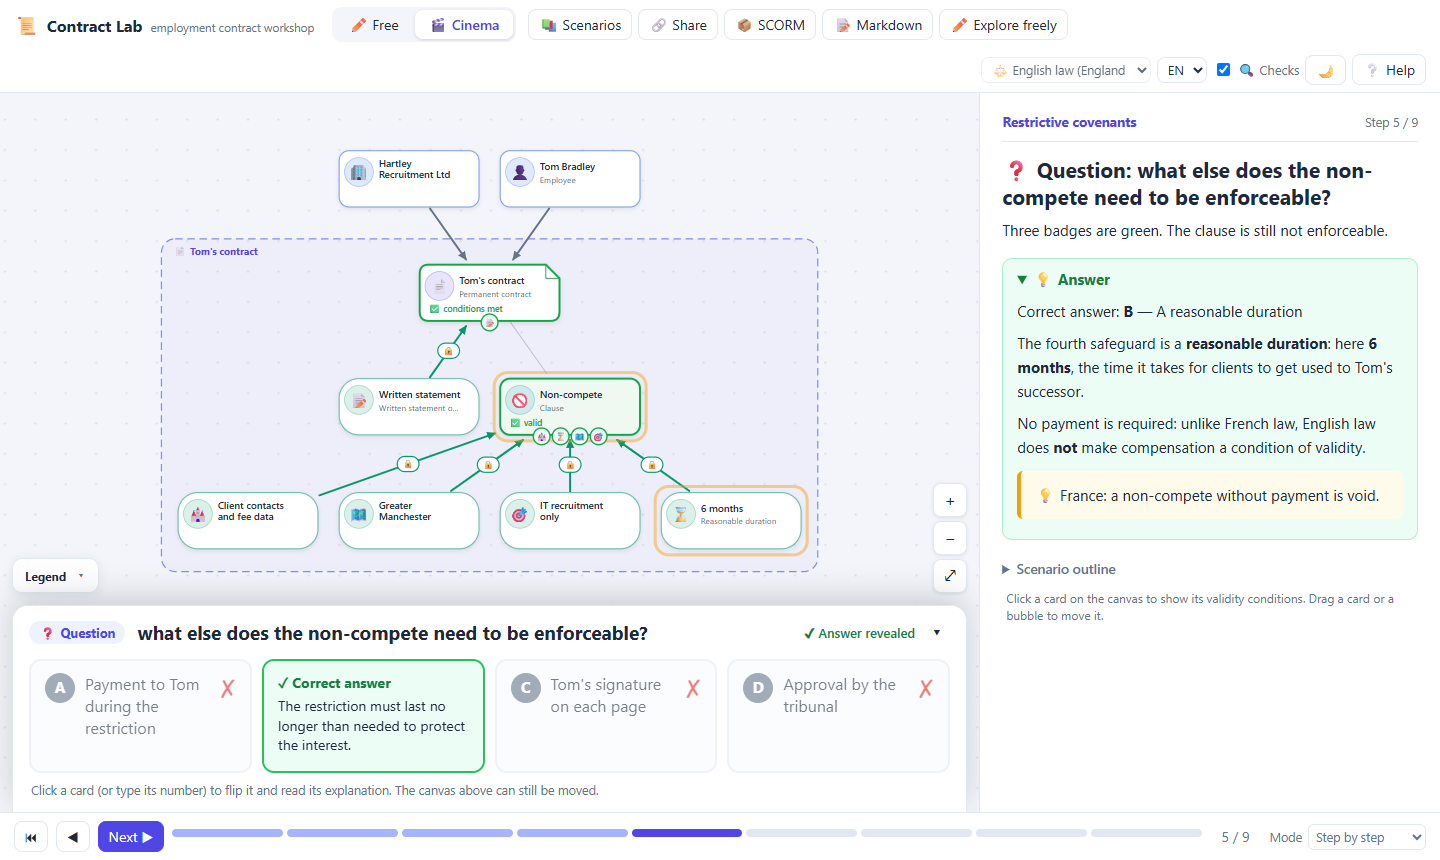 Contract Lab employment contract workshop
Free
Cinema
Scenarios
Share
SCORM
Markdown
Explore freely
English law (England
EN
Checks
Help
Hartley
Recruitment Ltd
Tom Bradley
Employee
Tom's contract
Tom's contract
Permanent contract
conditions met
Written statement
Written statement o...
Non-compete
Clause
valid
Client contacts
and fee data
Greater
Manchester
IT recruitment
only
6 months
Reasonable duration
+
−
Legend
Question
what else does the non-compete need to be enforceable?
✓ Answer revealed
A
Payment to Tom
during the
restriction
✓ Correct answer
The restriction must last no
longer than needed to protect
the interest.
C
Tom's signature
on each page
D
Approval by the
tribunal
Click a card (or type its number) to flip it and read its explanation. The canvas above can still be moved.
Restrictive covenants
Step 5 / 9
Question: what else does the non-
compete need to be enforceable?
Three badges are green. The clause is still not enforceable.
Answer
Correct answer: B — A reasonable duration
The fourth safeguard is a reasonable duration: here 6
months, the time it takes for clients to get used to Tom's
successor.
No payment is required: unlike French law, English law
does not make compensation a condition of validity.
France: a non-compete without payment is void.
Scenario outline
Click a card on the canvas to show its validity conditions. Drag a card or a
bubble to move it.
Next
5 / 9
Mode
Step by step